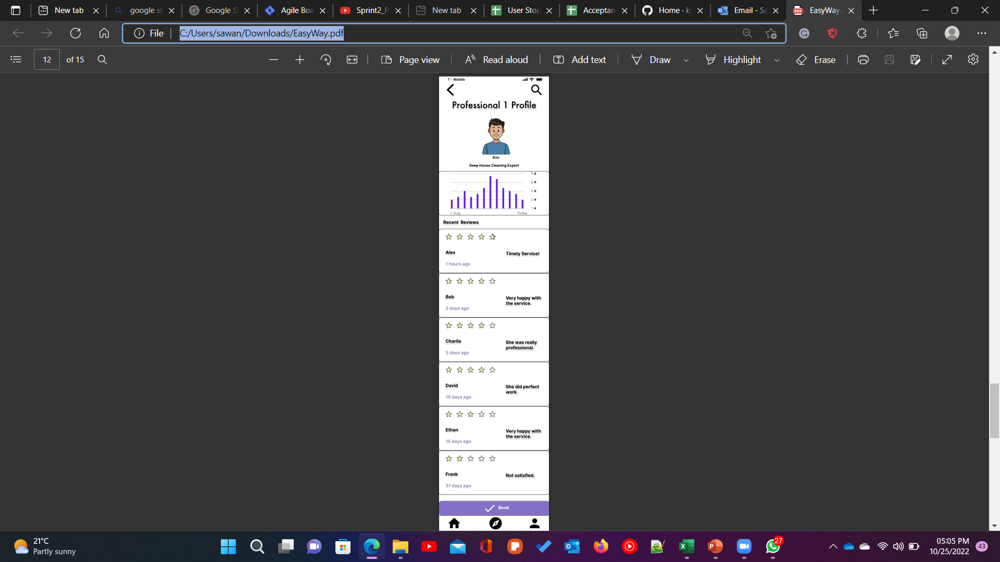 New tab
google sl
Google Sl
Agile Boa
Sprint2_P
New tab
User Stori
Acceptan
Home · ks
Email - Sa
EasyWay.p
File
C:/Users/sawan/Downloads/EasyWay.pdf
12 of 15
Page view
Read aloud
Add text
Draw
Highlight
Erase
T - Mobile
Professional 1 Profile
Eric
Deep House Cleaning Expert
5 ★
4 ★
3 ★
2 ★
1 ★
1 Aug
Today
Recent Reviews
Alex
Timely Service!
1 hours ago
Bob
Very happy with
the service.
2 days ago
Charlie
She was really
professional.
5 days ago
David
She did perfect
work.
10 days ago
Ethan
Very happy with
the service.
15 days ago
Frank
Not satisfied.
31 days ago
Book
21°C
Partly sunny
27
05:05 PM
10/25/2022
43